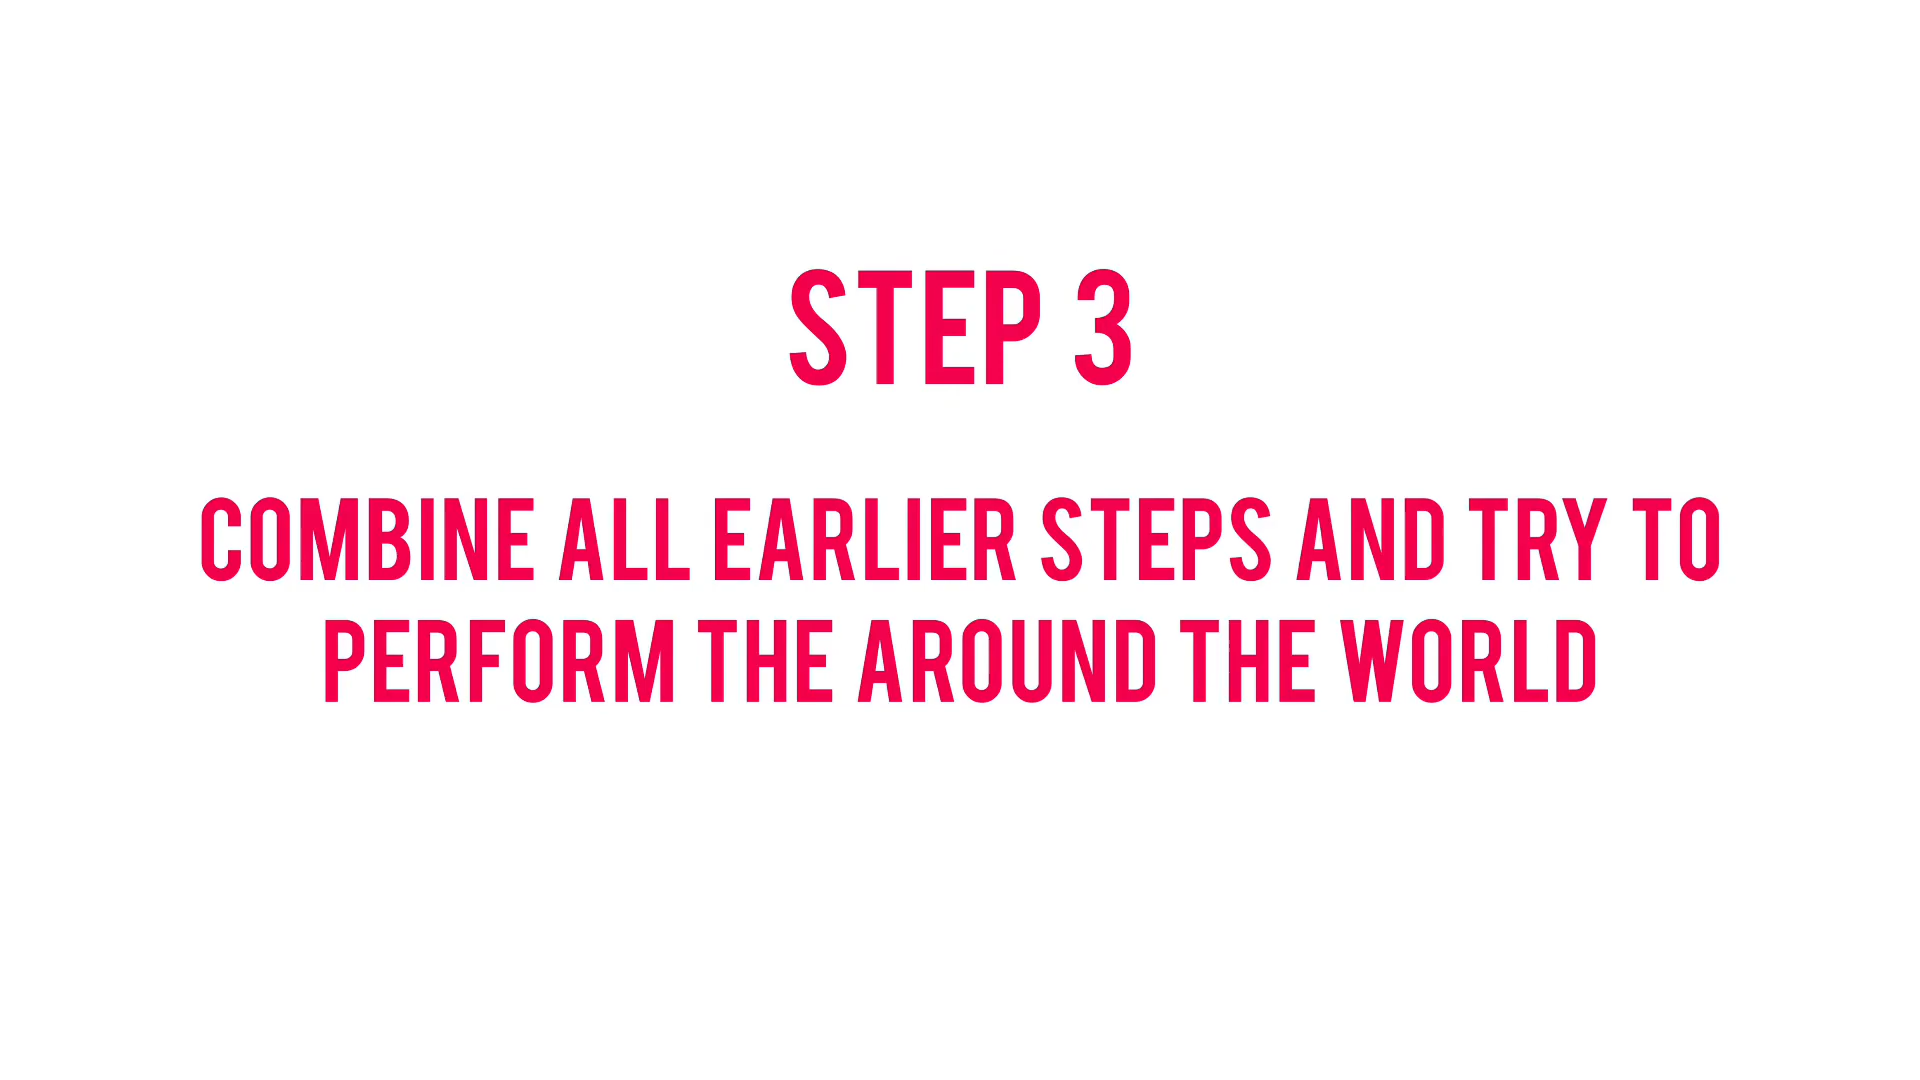 STEP 3
COMBINE ALL EARLIER STEPS AND TRY TO
PERFORM THE AROUND THE WORLD